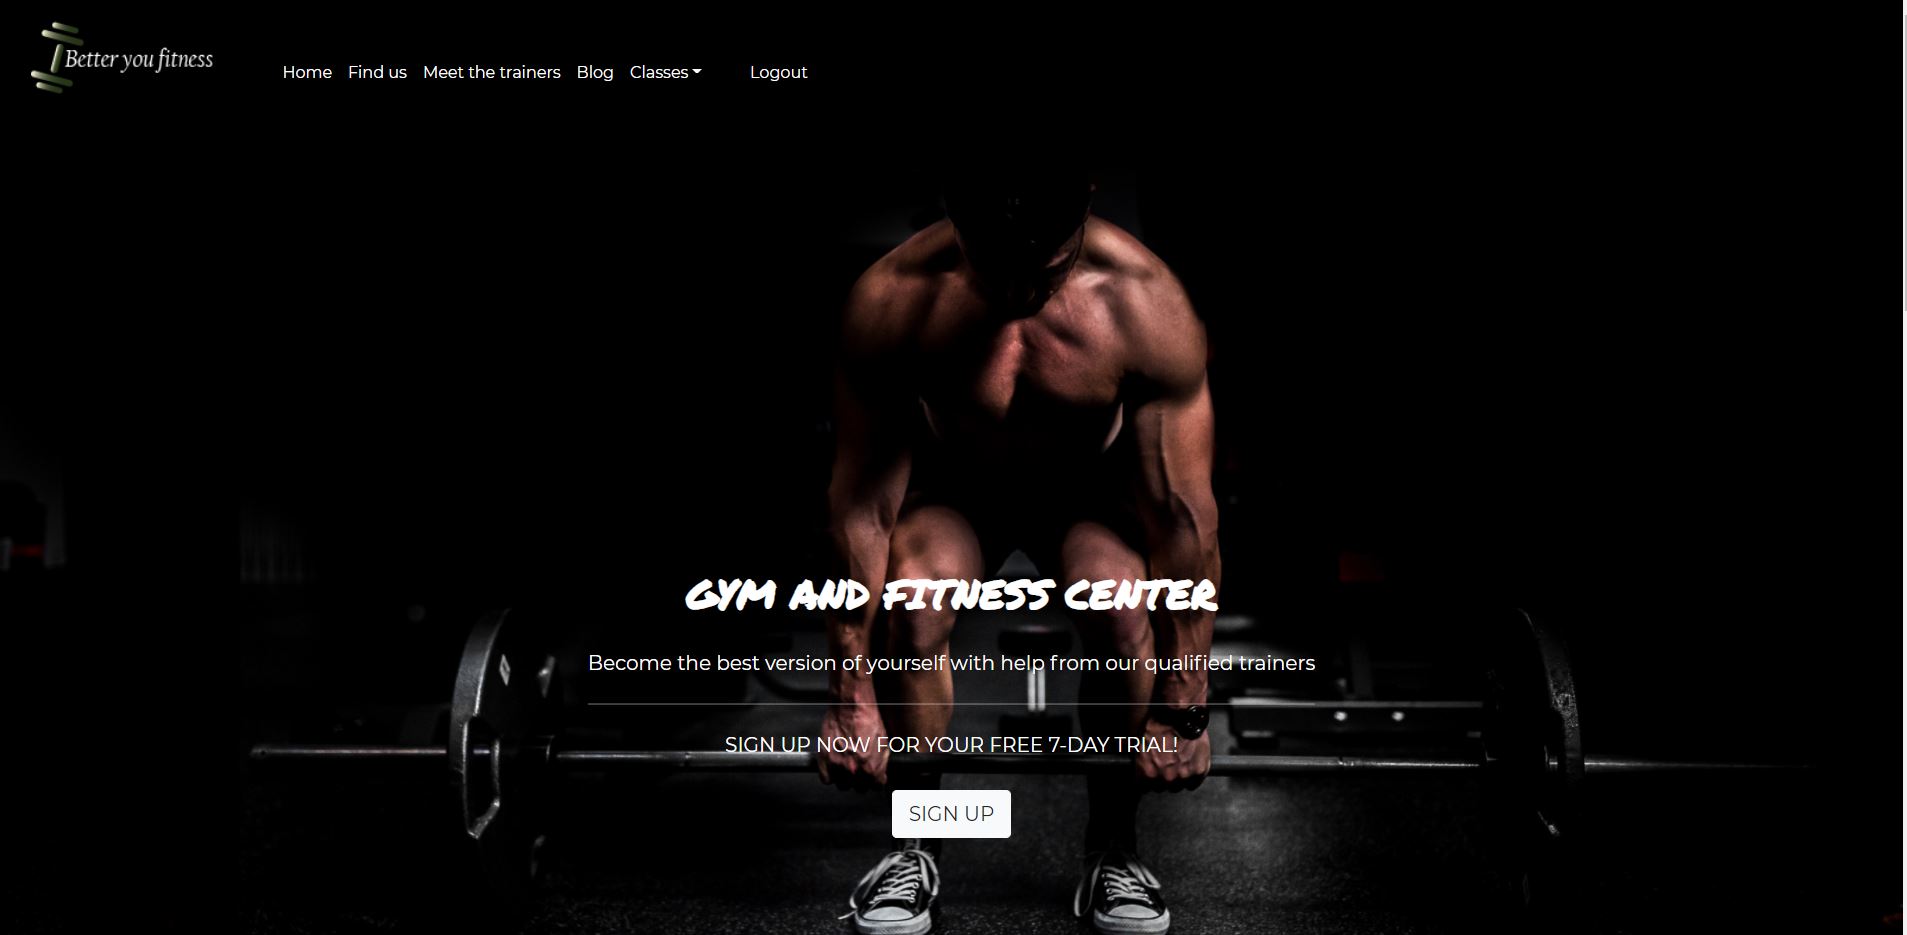 Better you fitness
Home Find us Meet the trainers Blog Classes Logout
GYM AND FITNESS CENTER
Become the best version of yourself with help from our qualified trainers
SIGN UP NOW FOR YOUR FREE 7-DAY TRIAL!
SIGN UP